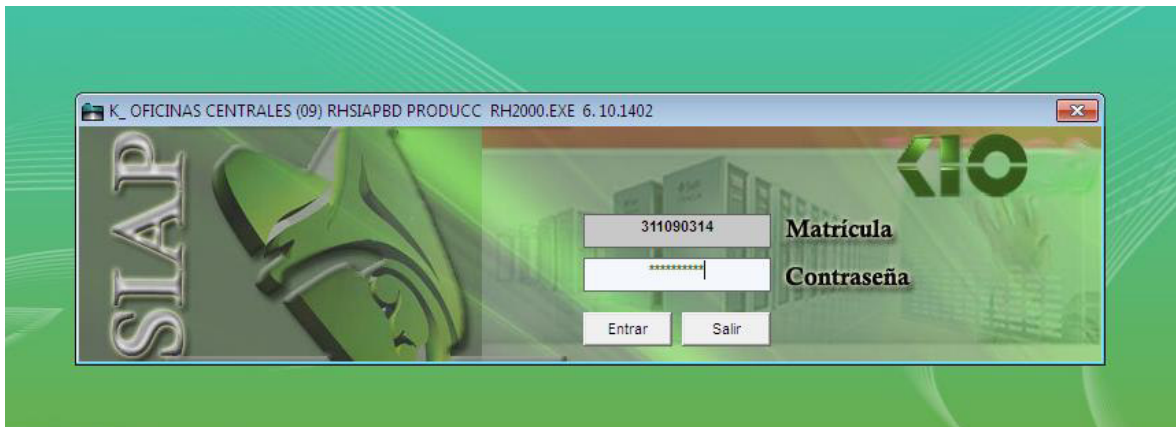 K_ OFICINAS CENTRALES (09) RHSIAPBD PRODUCC RH2000.EXE 6. 10.1402
SIAP
KIO
311090314 Matrícula
********** Contraseña
Entrar Salir